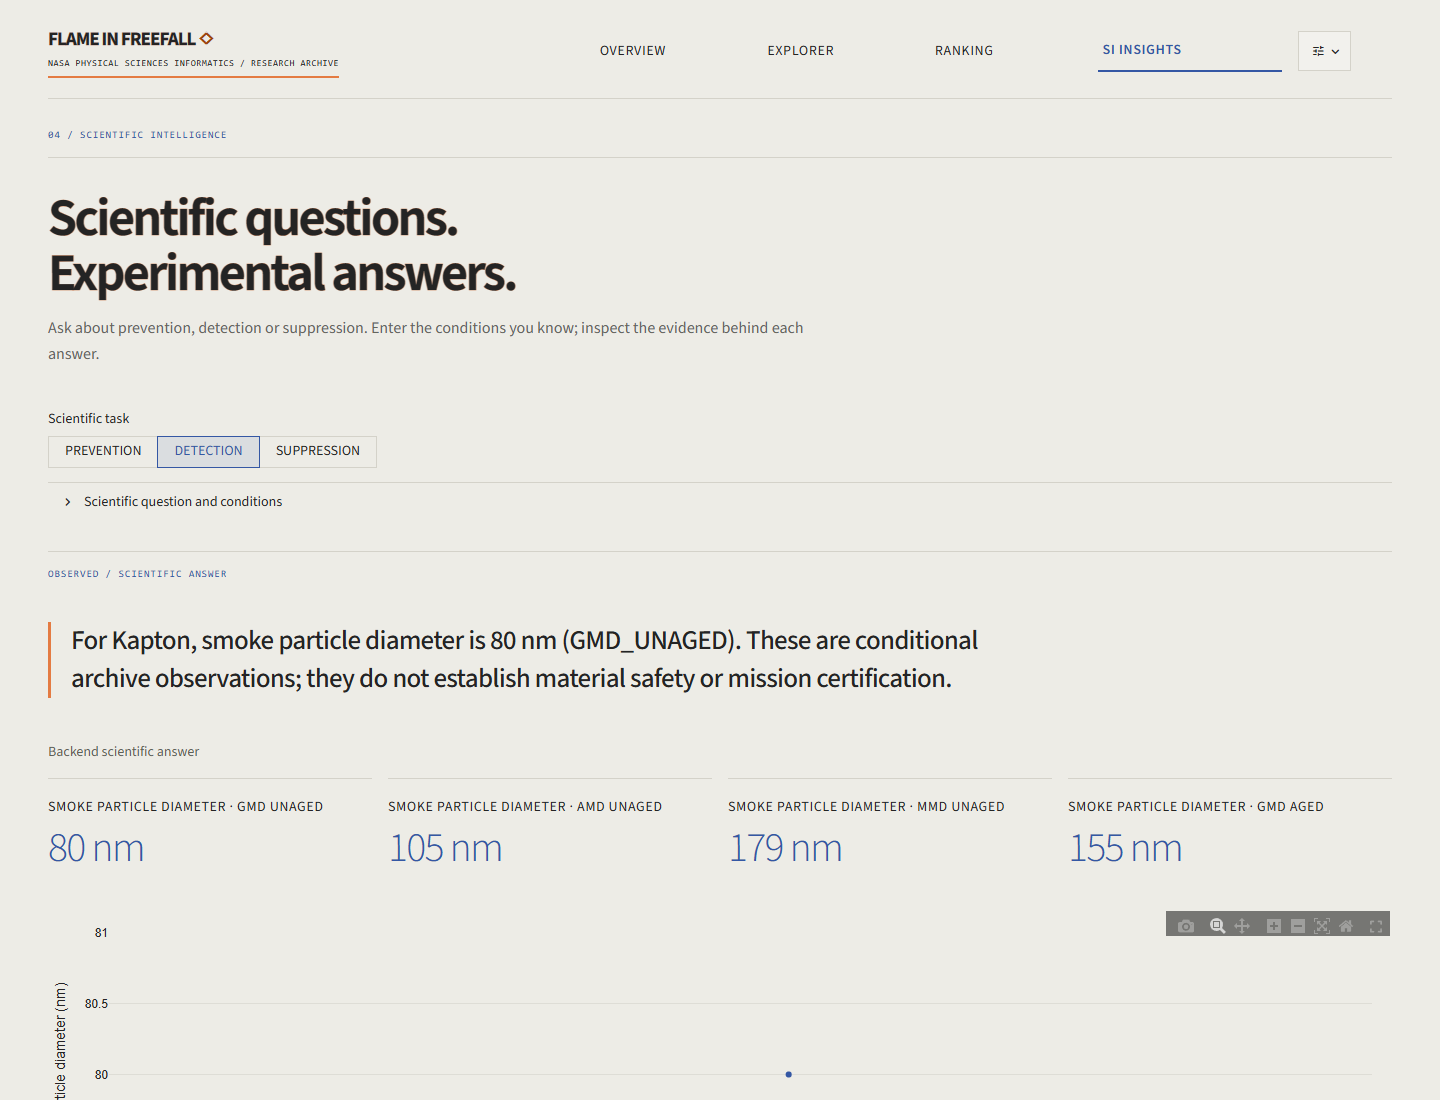 FLAME IN FREEFALL
NASA PHYSICAL SCIENCES INFORMATICS / RESEARCH ARCHIVE
OVERVIEW
EXPLORER
RANKING
SI INSIGHTS
04 / SCIENTIFIC INTELLIGENCE
Scientific questions.
Experimental answers.
Ask about prevention, detection or suppression. Enter the conditions you know; inspect the evidence behind each
answer.
Scientific task
PREVENTION
DETECTION
SUPPRESSION
Scientific question and conditions
OBSERVED / SCIENTIFIC ANSWER
For Kapton, smoke particle diameter is 80 nm (GMD_UNAGED). These are conditional
archive observations; they do not establish material safety or mission certification.
Backend scientific answer
SMOKE PARTICLE DIAMETER · GMD UNAGED
80 nm
SMOKE PARTICLE DIAMETER · AMD UNAGED
105 nm
SMOKE PARTICLE DIAMETER · MMD UNAGED
179 nm
SMOKE PARTICLE DIAMETER · GMD AGED
155 nm
81
80.5
80
diameter (nm)